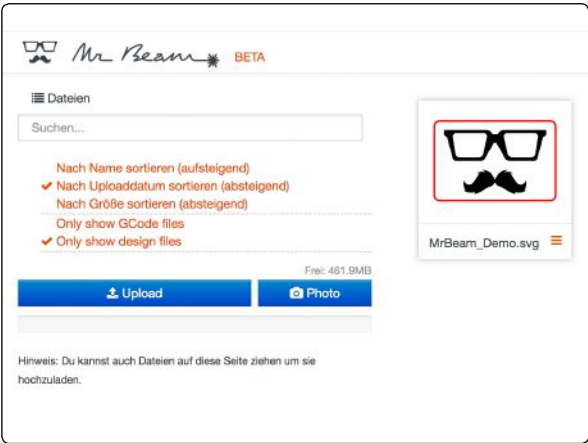 Mr Beam BETA
Dateien
Suchen...
Nach Name sortieren (aufsteigend)
Nach Uploaddatum sortieren (absteigend)
Nach Größe sortieren (absteigend)
Only show GCode files
Only show design files
Frei: 461.9MB
Upload
Photo
Hinweis: Du kannst auch Dateien auf diese Seite ziehen um sie
hochzuladen.
MrBeam_Demo.svg